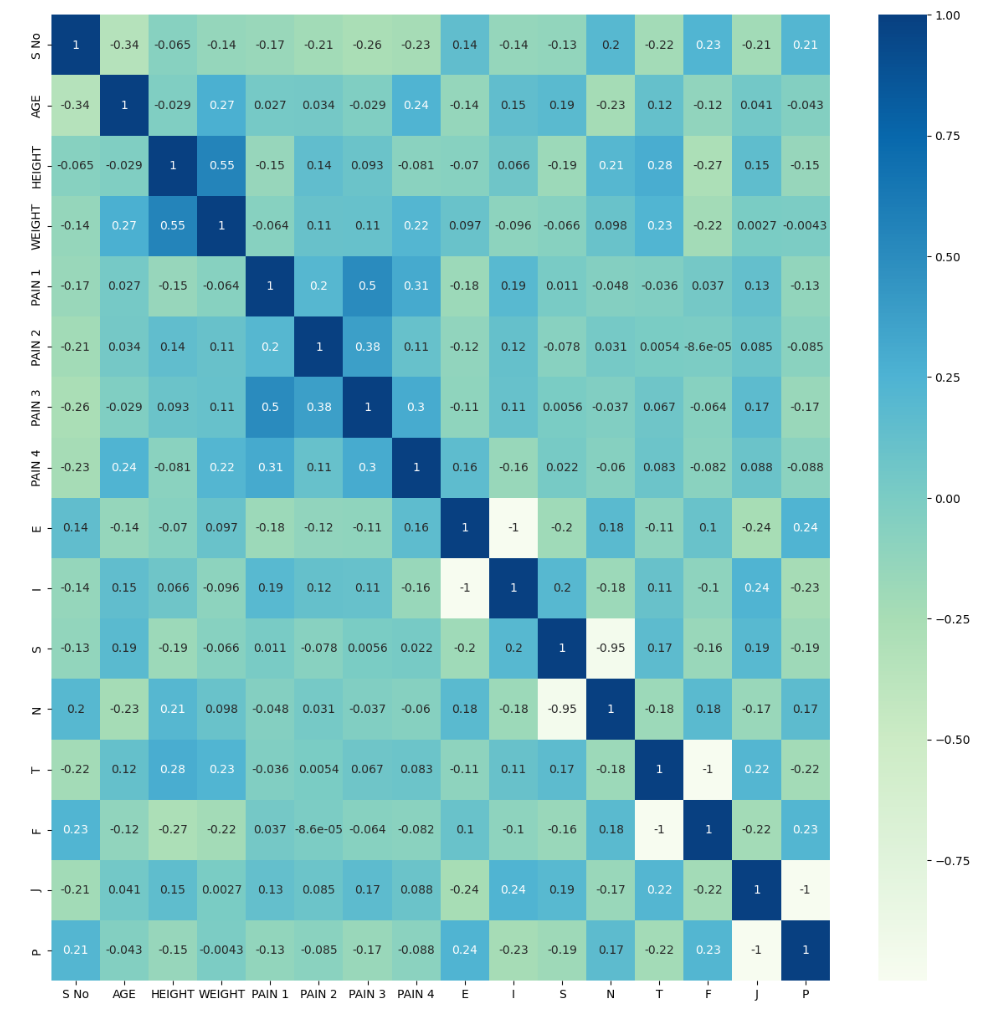 S No 1 -0.34 -0.065 -0.14 -0.17 -0.21 -0.26 -0.23 0.14 -0.14 -0.13 0.2 -0.22 0.23 -0.21 0.21
AGE -0.34 1 -0.029 0.27 0.027 0.034 -0.029 0.24 -0.14 0.15 0.19 -0.23 0.12 -0.12 0.041 -0.043
HEIGHT -0.065 -0.029 1 0.55 -0.15 0.14 0.093 -0.081 -0.07 0.066 -0.19 0.21 0.28 -0.27 0.15 -0.15
WEIGHT -0.14 0.27 0.55 1 -0.064 0.11 0.11 0.22 0.097 -0.096 -0.066 0.098 0.23 -0.22 0.0027 -0.0043
PAIN 1 -0.17 0.027 -0.15 -0.064 1 0.2 0.5 0.31 -0.18 0.19 0.011 -0.048 -0.036 0.037 0.13 -0.13
PAIN 2 -0.21 0.034 0.14 0.11 0.2 1 0.38 0.11 -0.12 0.12 -0.078 0.031 0.0054 -8.6e-05 0.085 -0.085
PAIN 3 -0.26 -0.029 0.093 0.11 0.5 0.38 1 0.3 -0.11 0.11 0.0056 -0.037 0.067 -0.064 0.17 -0.17
PAIN 4 -0.23 0.24 -0.081 0.22 0.31 0.11 0.3 1 0.16 -0.16 0.022 -0.06 0.083 -0.082 0.088 -0.088
E 0.14 -0.14 -0.07 0.097 -0.18 -0.12 -0.11 0.16 1 -1 -0.2 0.18 -0.11 0.1 -0.24 0.24
I -0.14 0.15 0.066 -0.096 0.19 0.12 0.11 -0.16 -1 1 0.2 -0.18 0.11 -0.1 0.24 -0.23
S -0.13 0.19 -0.19 -0.066 0.011 -0.078 0.0056 0.022 -0.2 0.2 1 -0.95 0.17 -0.16 0.19 -0.19
N 0.2 -0.23 0.21 0.098 -0.048 0.031 -0.037 -0.06 0.18 -0.18 -0.95 1 -0.18 0.18 -0.17 0.17
T -0.22 0.12 0.28 0.23 -0.036 0.0054 0.067 0.083 -0.11 0.11 0.17 -0.18 1 -1 0.22 -0.22
F 0.23 -0.12 -0.27 -0.22 0.037 -8.6e-05 -0.064 -0.082 0.1 -0.1 -0.16 0.18 -1 1 -0.22 0.23
J -0.21 0.041 0.15 0.0027 0.13 0.085 0.17 0.088 -0.24 0.24 0.19 -0.17 0.22 -0.22 1 -1
P 0.21 -0.043 -0.15 -0.0043 -0.13 -0.085 -0.17 -0.088 0.24 -0.23 -0.19 0.17 -0.22 0.23 -1 1
S No AGE HEIGHT WEIGHT PAIN 1 PAIN 2 PAIN 3 PAIN 4 E I S N T F J P
1.00
0.75
0.50
0.25
0.00
−0.25
−0.50
−0.75